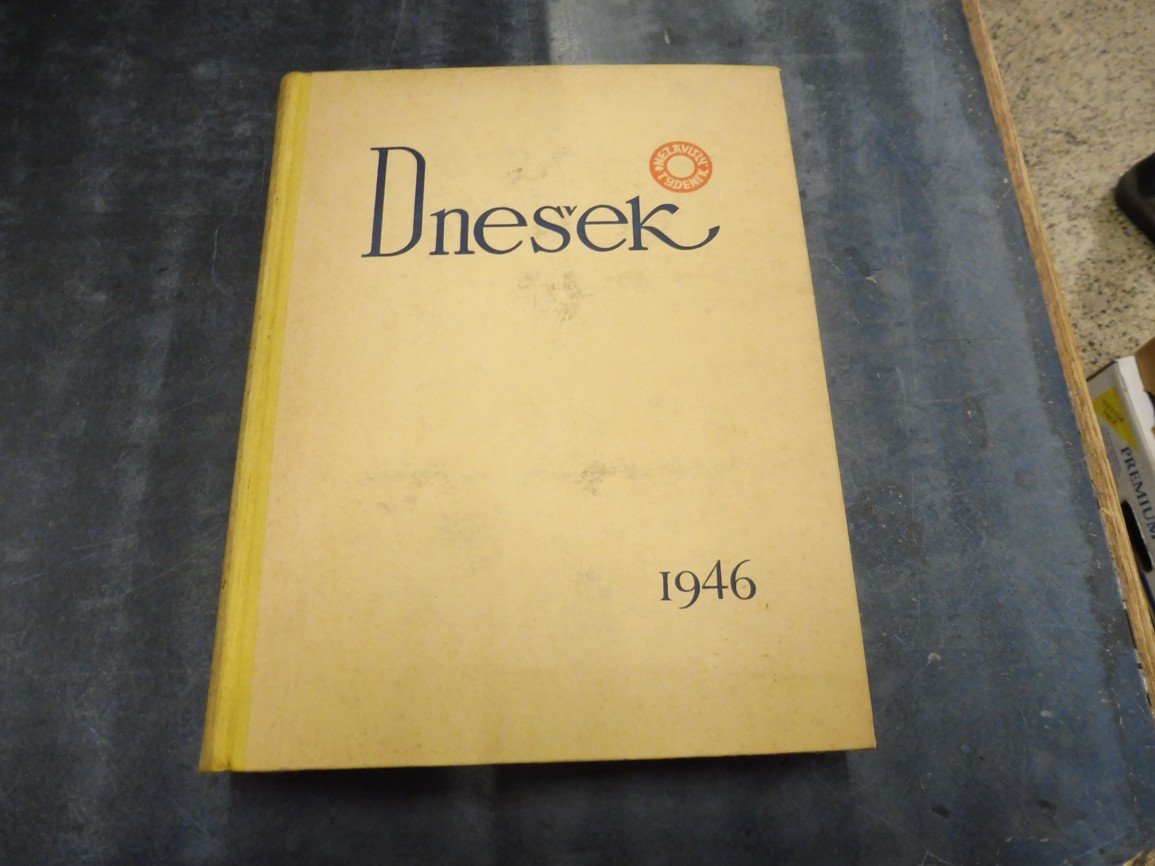 Dnešek
NEZÁVISLÝ
TÝDENÍK
1946
PREMIUM